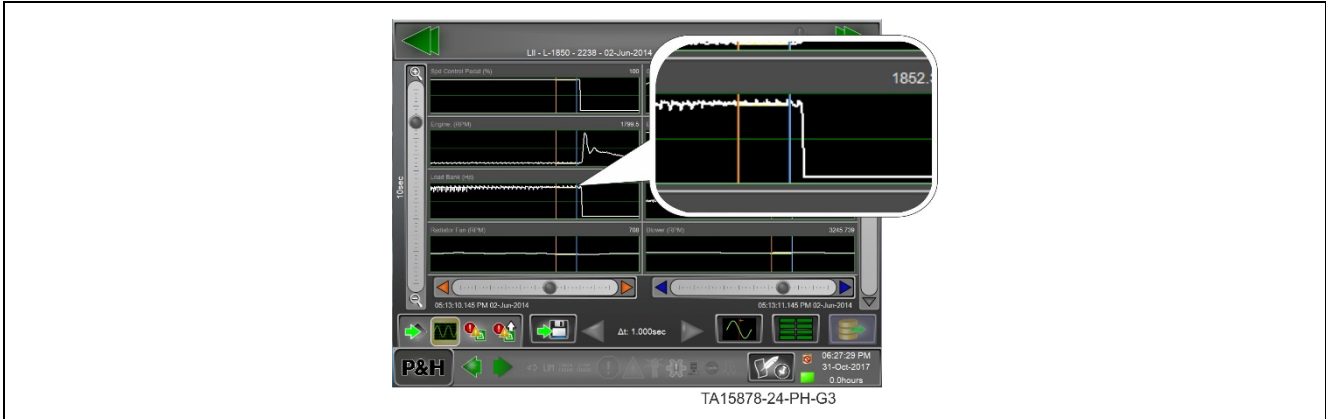 LII - L-1850 - 2238 - 02-Jun-2014
Spd Control Pedal (%) 100
Engine (RPM) 1799.5
Load Bank (Hp)
1852.
Radiator Fan (RPM) 700
Blower (RPM) 3245.739
10sec
05:13:10.145 PM 02-Jun-2014
05:13:11.145 PM 02-Jun-2014
Δt: 1.000sec
P&H
LIM
06:27:29 PM
31-Oct-2017
0.0hours
TA15878-24-PH-G3